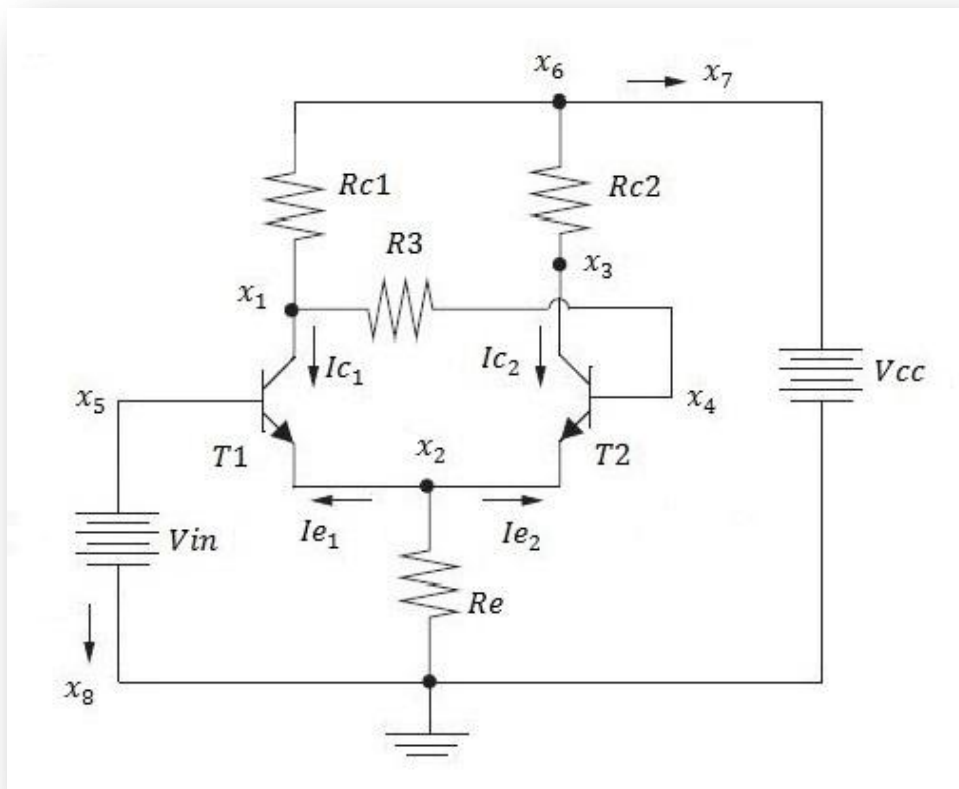 x₆
x₇
Rc1
Rc2
R3
x₃
x₁
Ic₁
Ic₂
Vcc
x₅
x₄
T1
x₂
T2
Ie₁
Ie₂
Vin
Re
x₈